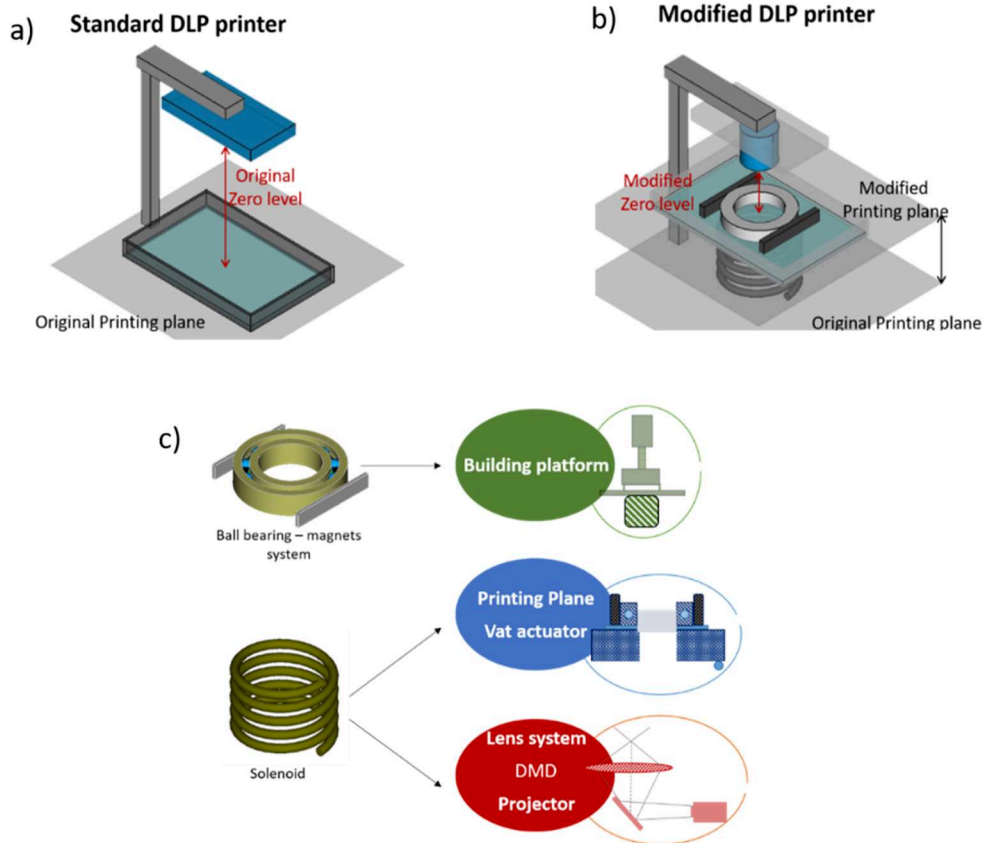 a)
Standard DLP printer
Original
Zero level
Original Printing plane
b)
Modified DLP printer
Modified
Zero level
Modified
Printing plane
Original Printing plane
c)
Ball bearing – magnets
system
Building platform
Solenoid
Printing Plane
Vat actuator
Lens system
DMD
Projector